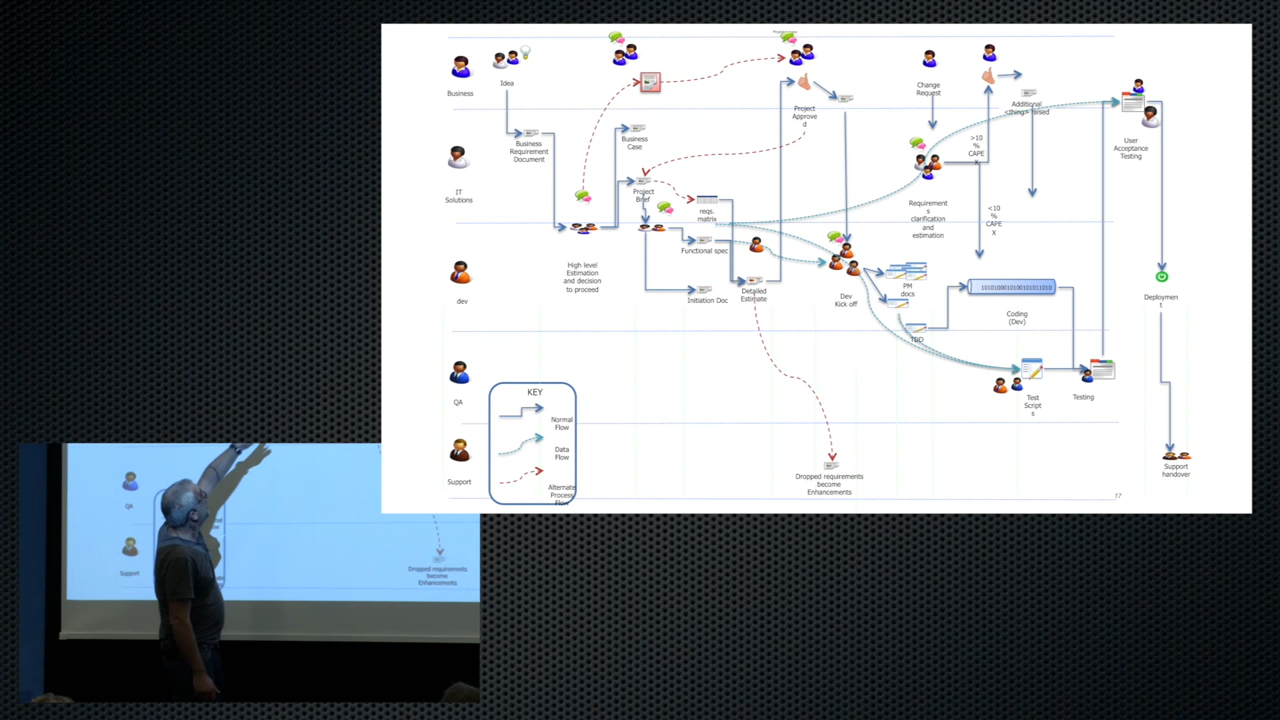 Business
Idea
Business
Requirement
Document
High level
Estimation
and decision
to proceed
Business
Case
Project
Brief
reqs.
matrix
Functional spec
Initiation Doc
Detailed
Estimate
Project
Approve
d
Change
Request
>10
%
CAPE
X
<10
%
CAPE
X
Additional
<thing> raised
Requirement
s
clarification
and
estimation
User
Acceptance
Testing
IT
Solutions
dev
Dev
Kick off
PM
docs
TDD
1010100010100101011010
Coding
(Dev)
Deploymen
t
QA
Test
Script
s
Testing
Support
Support
handover
Dropped requirements
become
Enhancements
17
KEY
Normal
Flow
Data
Flow
Alternate
Process
Flow
QA
Support
Dropped requirements
become
Enhancements